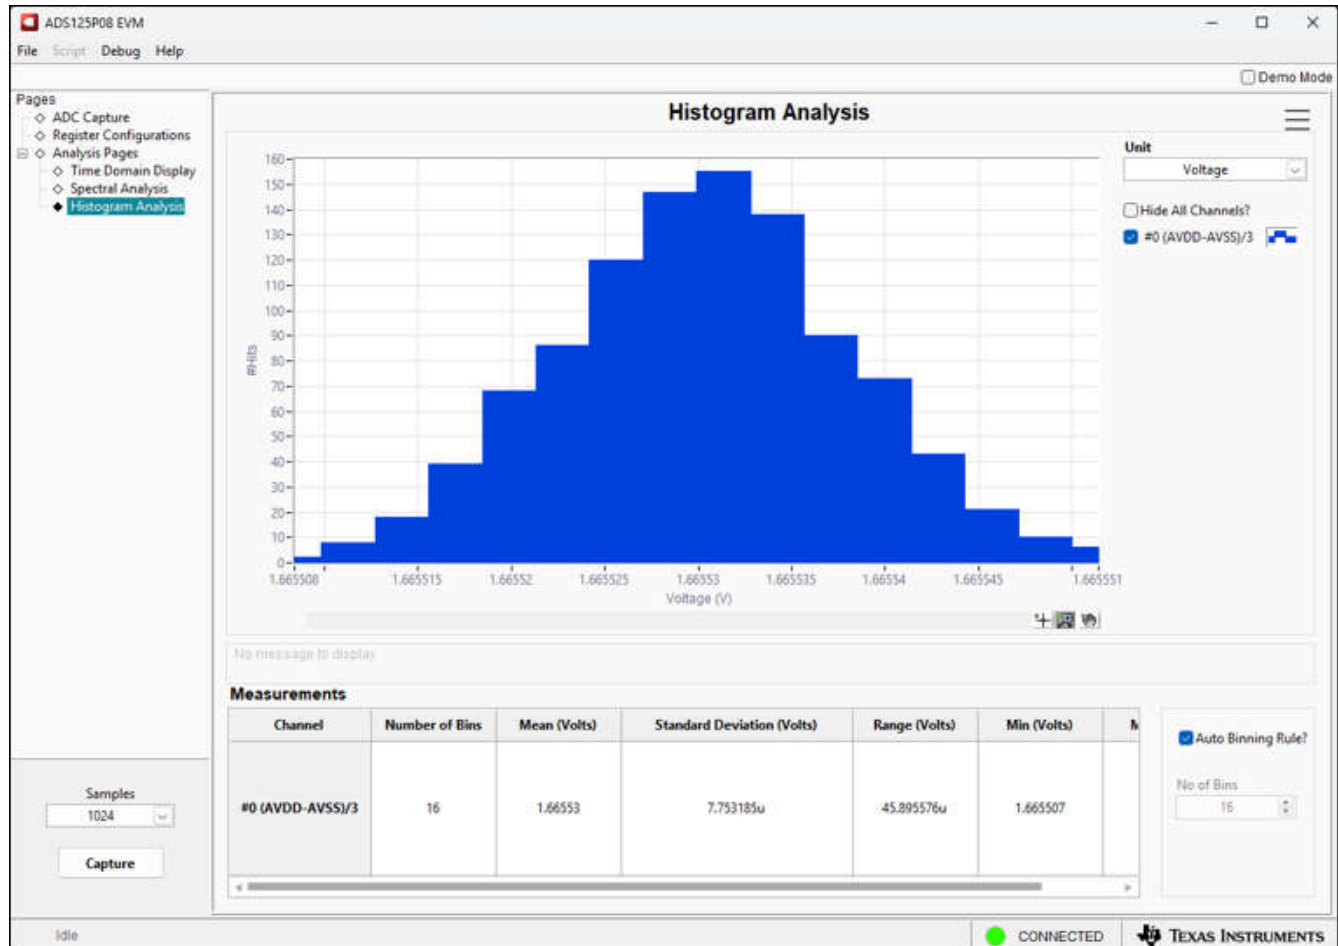 ADS125P08 EVM
File Script Debug Help
Demo Mode
Pages
ADC Capture
Register Configurations
Analysis Pages
Time Domain Display
Spectral Analysis
Histogram Analysis
Histogram Analysis
Unit
Voltage
Hide All Channels?
#0 (AVDD-AVSS)/3
#Hits
160
150
140
130
120
110
100
90
80
70
60
50
40
30
20
10
0
1.665508 1.665515 1.66552 1.665525 1.66553 1.665535 1.66554 1.665545 1.665551
Voltage (V)
No message to display
Measurements
Channel Number of Bins Mean (Volts) Standard Deviation (Volts) Range (Volts) Min (Volts)
#0 (AVDD-AVSS)/3 16 1.66553 7.753185u 45.895576u 1.665507
Auto Binning Rule?
No of Bins
16
Samples
1024
Capture
Idle
CONNECTED
TEXAS INSTRUMENTS